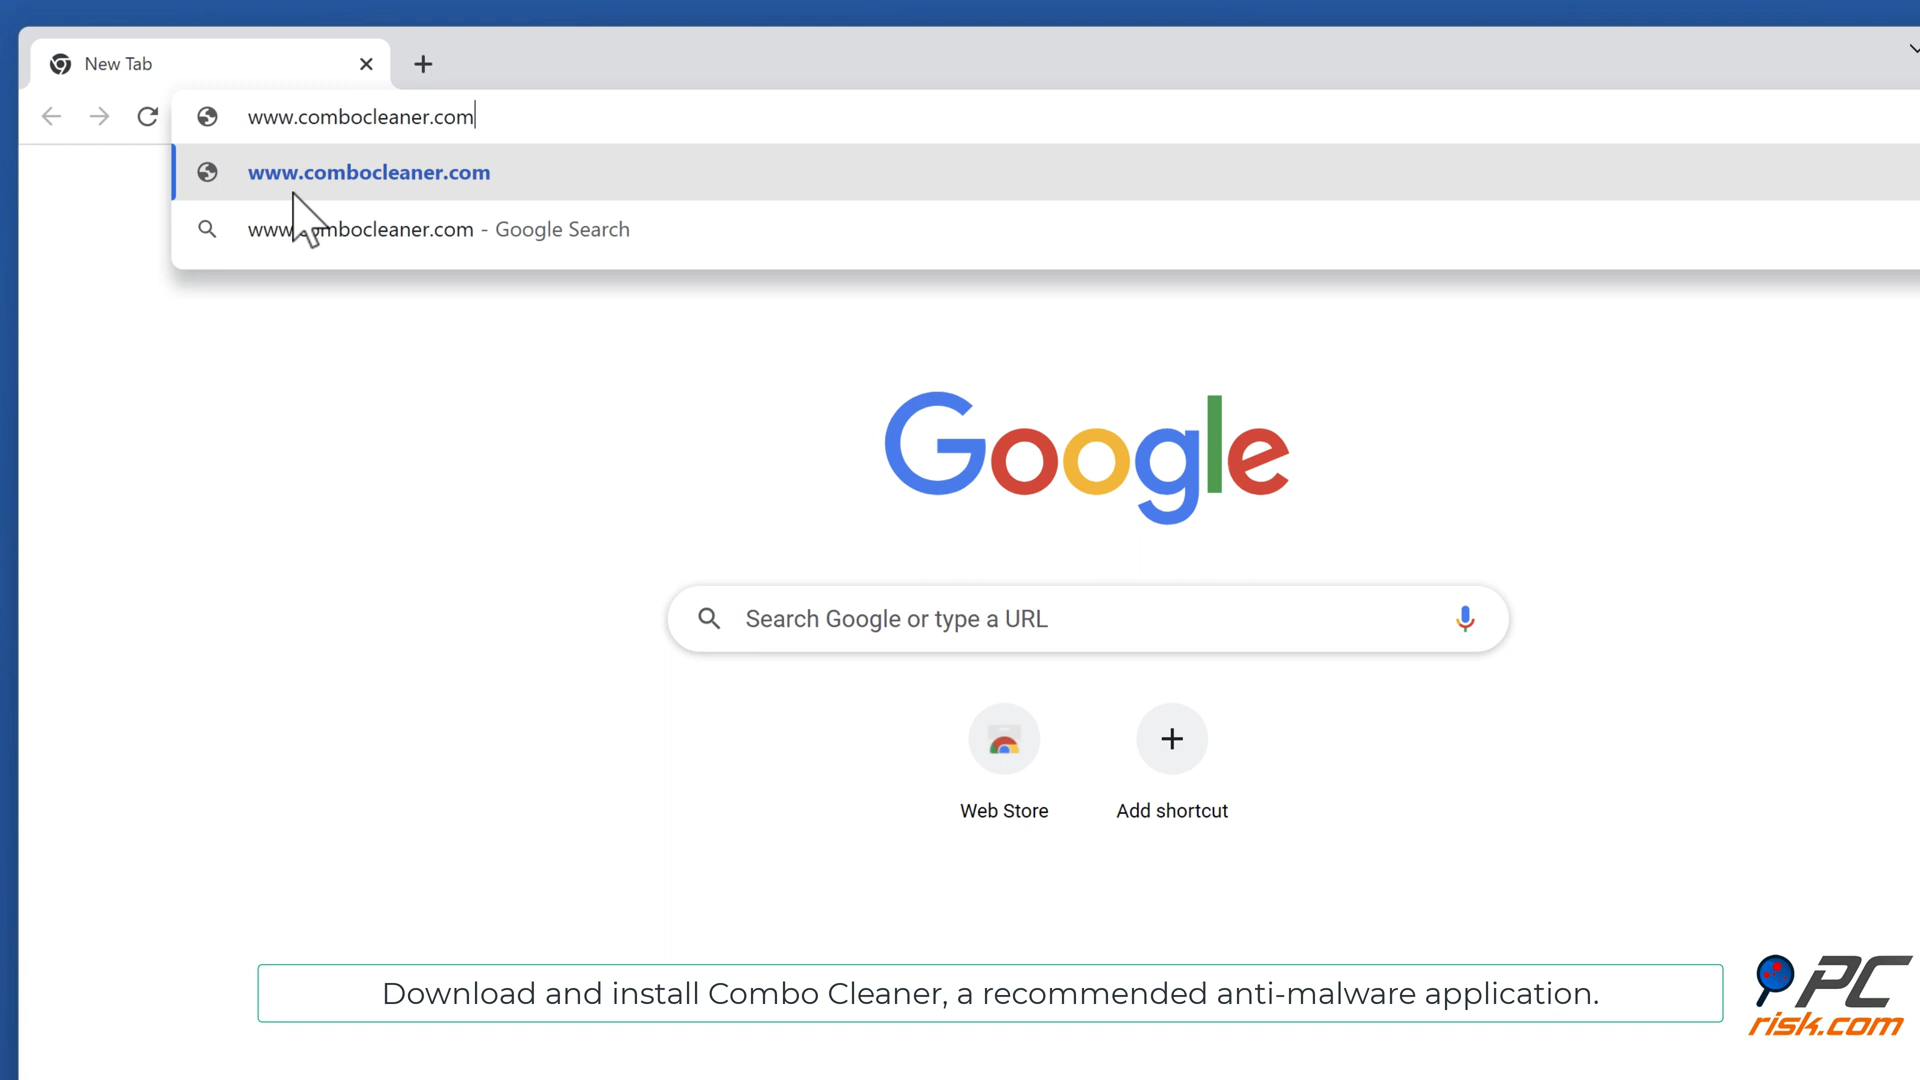 New Tab
www.combocleaner.com
www.combocleaner.com
www.combocleaner.com - Google Search
Google
Search Google or type a URL
Web Store
Add shortcut
Download and install Combo Cleaner, a recommended anti-malware application.
PC
risk.com